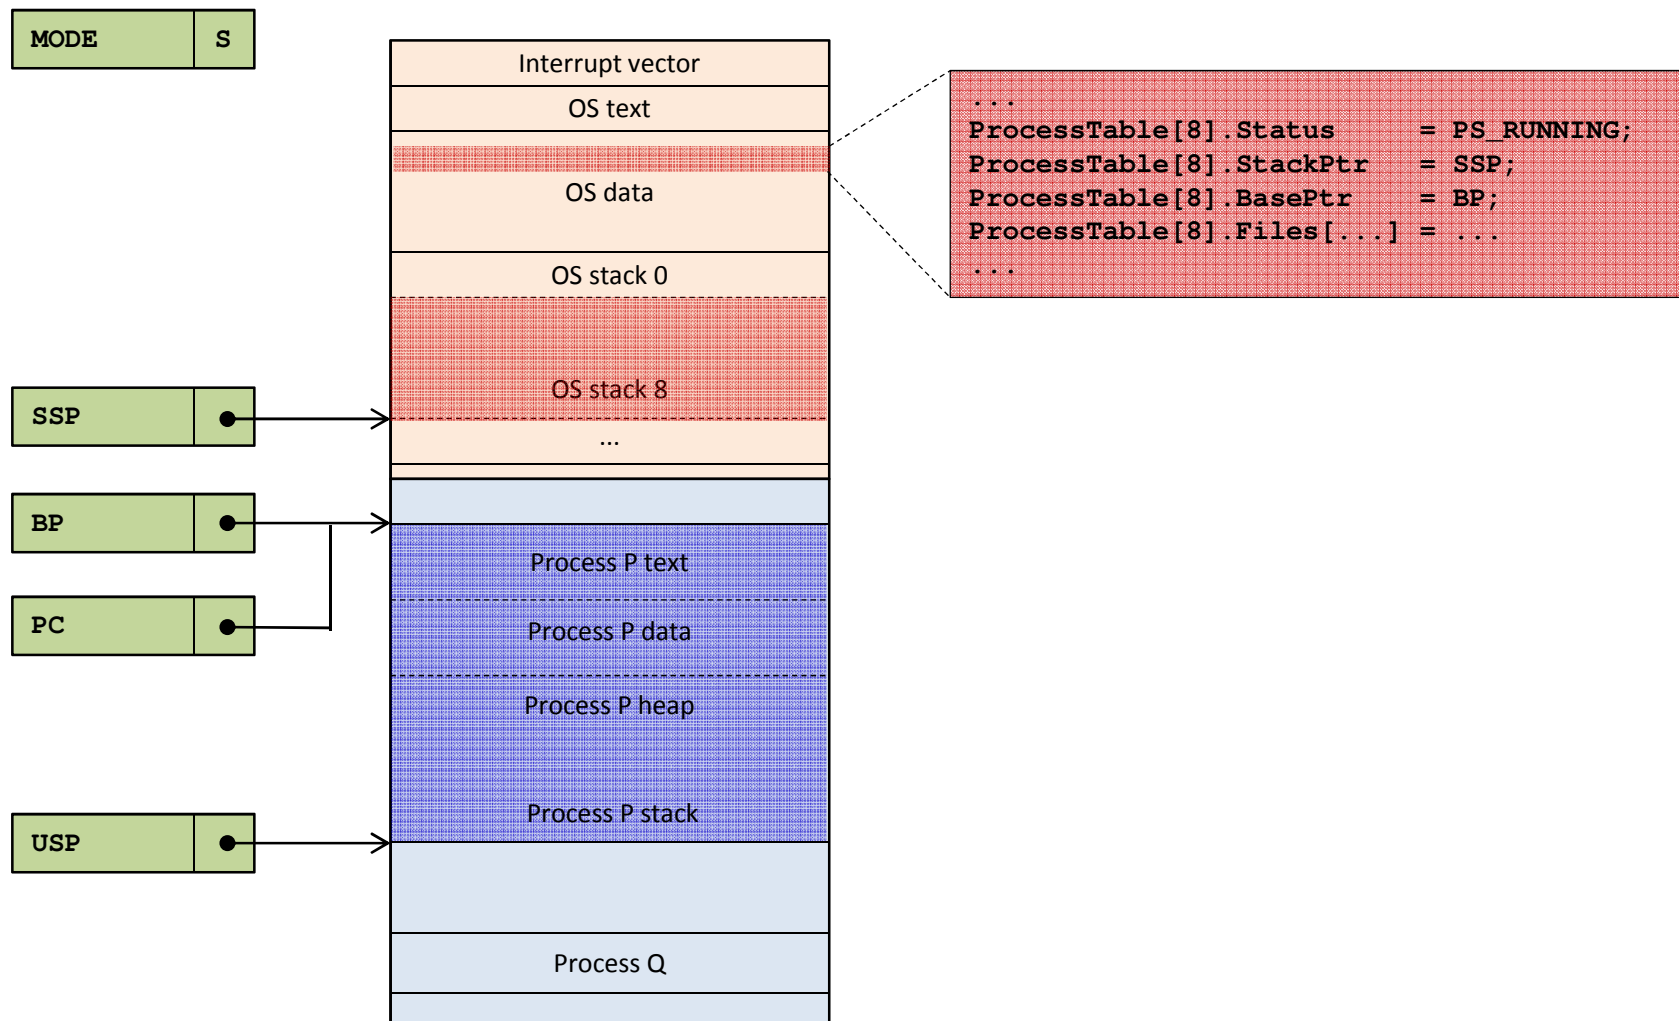 MODE S
Interrupt vector
OS text
OS data
...
ProcessTable[8].Status = PS_RUNNING;
ProcessTable[8].StackPtr = SSP;
ProcessTable[8].BasePtr = BP;
ProcessTable[8].Files[...] = ...
...
OS stack 0
OS stack 8
SSP
...
BP
Process P text
PC
Process P data
Process P heap
Process P stack
USP
Process Q